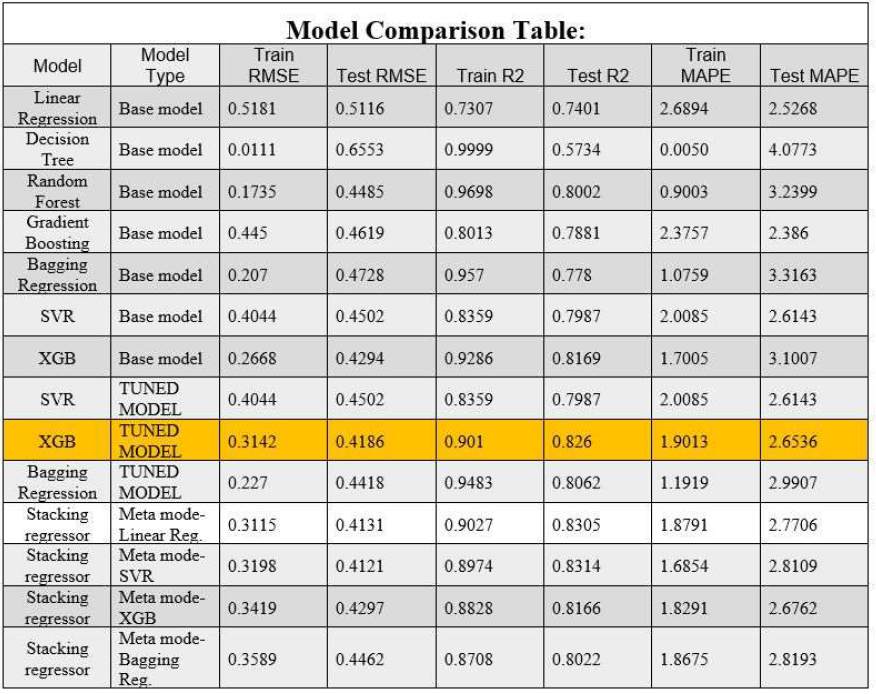 Model Comparison Table:
Model Model Type Train RMSE Test RMSE Train R2 Test R2 Train MAPE Test MAPE
Linear Regression Base model 0.5181 0.5116 0.7307 0.7401 2.6894 2.5268
Decision Tree Base model 0.0111 0.6553 0.9999 0.5734 0.0050 4.0773
Random Forest Base model 0.1735 0.4485 0.9698 0.8002 0.9003 3.2399
Gradient Boosting Base model 0.445 0.4619 0.8013 0.7881 2.3757 2.386
Bagging Regression Base model 0.207 0.4728 0.957 0.778 1.0759 3.3163
SVR Base model 0.4044 0.4502 0.8359 0.7987 2.0085 2.6143
XGB Base model 0.2668 0.4294 0.9286 0.8169 1.7005 3.1007
SVR TUNED MODEL 0.4044 0.4502 0.8359 0.7987 2.0085 2.6143
XGB TUNED MODEL 0.3142 0.4186 0.901 0.826 1.9013 2.6536
Bagging Regression TUNED MODEL 0.227 0.4418 0.9483 0.8062 1.1919 2.9907
Stacking regressor Meta mode- Linear Reg. 0.3115 0.4131 0.9027 0.8305 1.8791 2.7706
Stacking regressor Meta mode- SVR 0.3198 0.4121 0.8974 0.8314 1.6854 2.8109
Stacking regressor Meta mode- XGB 0.3419 0.4297 0.8828 0.8166 1.8291 2.6762
Stacking regressor Meta mode- Bagging Reg. 0.3589 0.4462 0.8708 0.8022 1.8675 2.8193